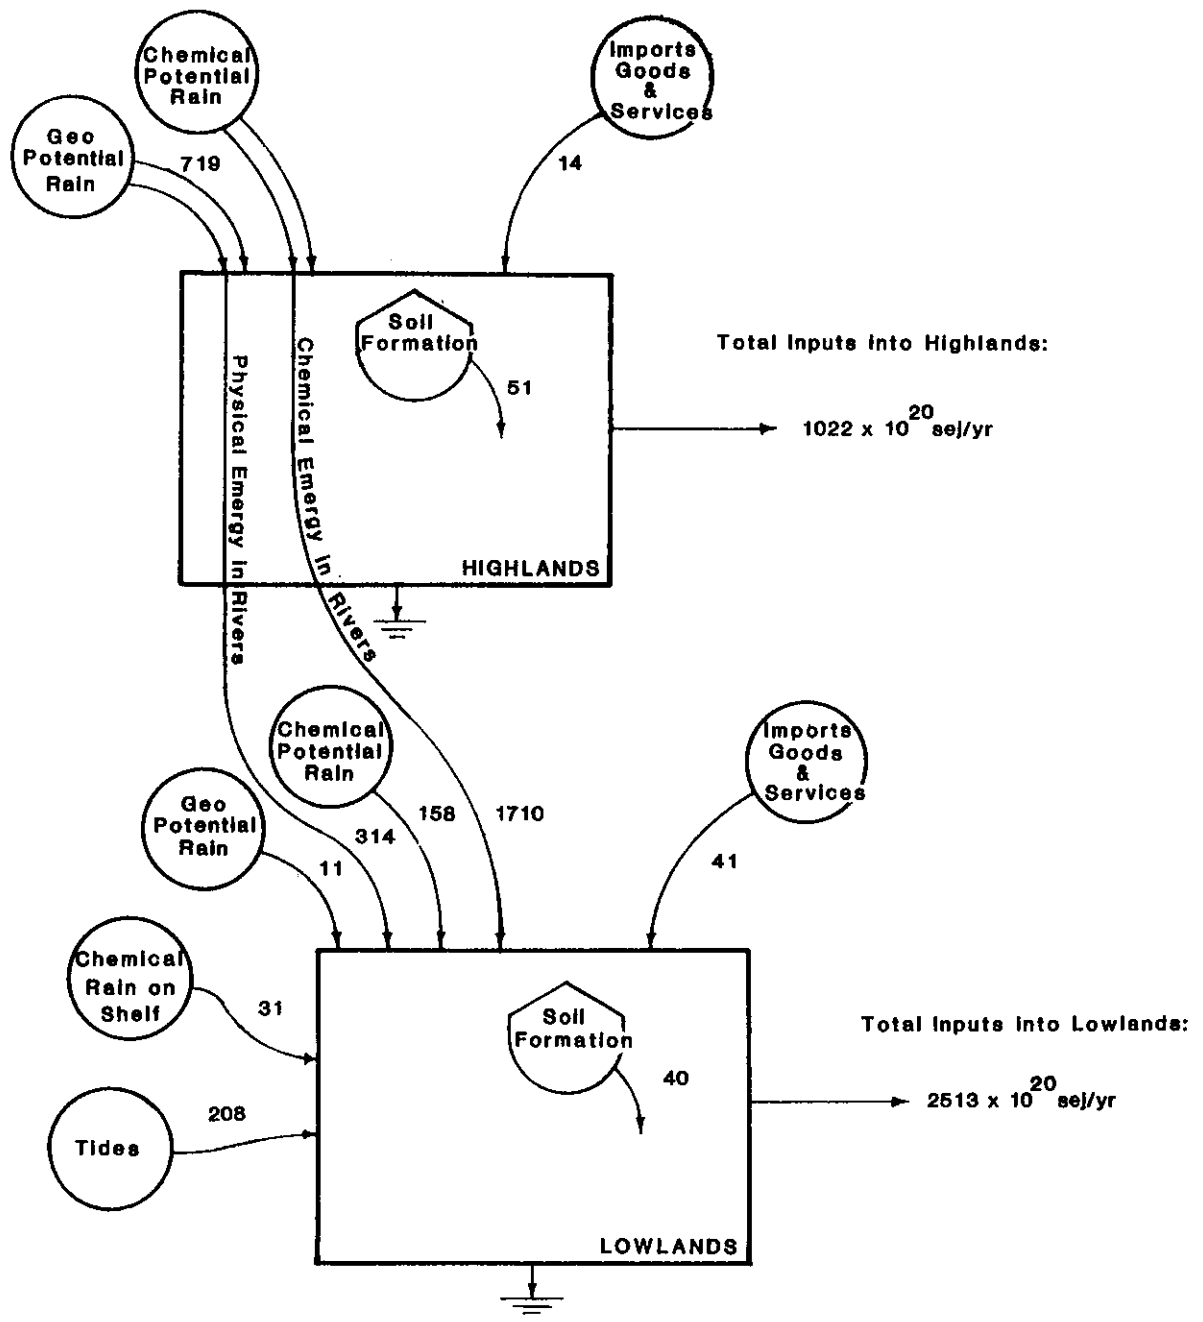 Chemical
Potential
Rain
Imports
Goods
&
Services
Geo
Potential
Rain
719
14
Soil
Formation
51
Physical Emergy in Rivers
Chemical Emergy in Rivers
Total Inputs into Highlands:
1022 x 10^20 sej/yr
HIGHLANDS
Chemical
Potential
Rain
Imports
Goods
&
Services
Geo
Potential
Rain
11
314
158
1710
41
Chemical
Rain on
Shelf
31
Soil
Formation
40
Total Inputs into Lowlands:
2513 x 10^20 sej/yr
Tides
208
LOWLANDS